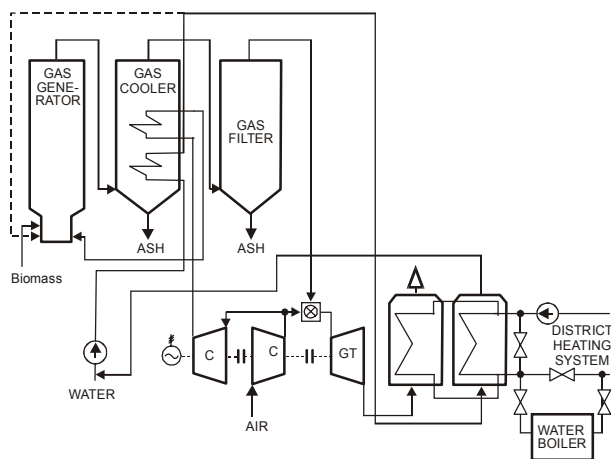 GAS
GENE-
RATOR
GAS
COOLER
GAS
FILTER
ASH
ASH
Biomass
WATER
C
C
GT
AIR
DISTRICT
HEATING
SYSTEM
WATER
BOILER